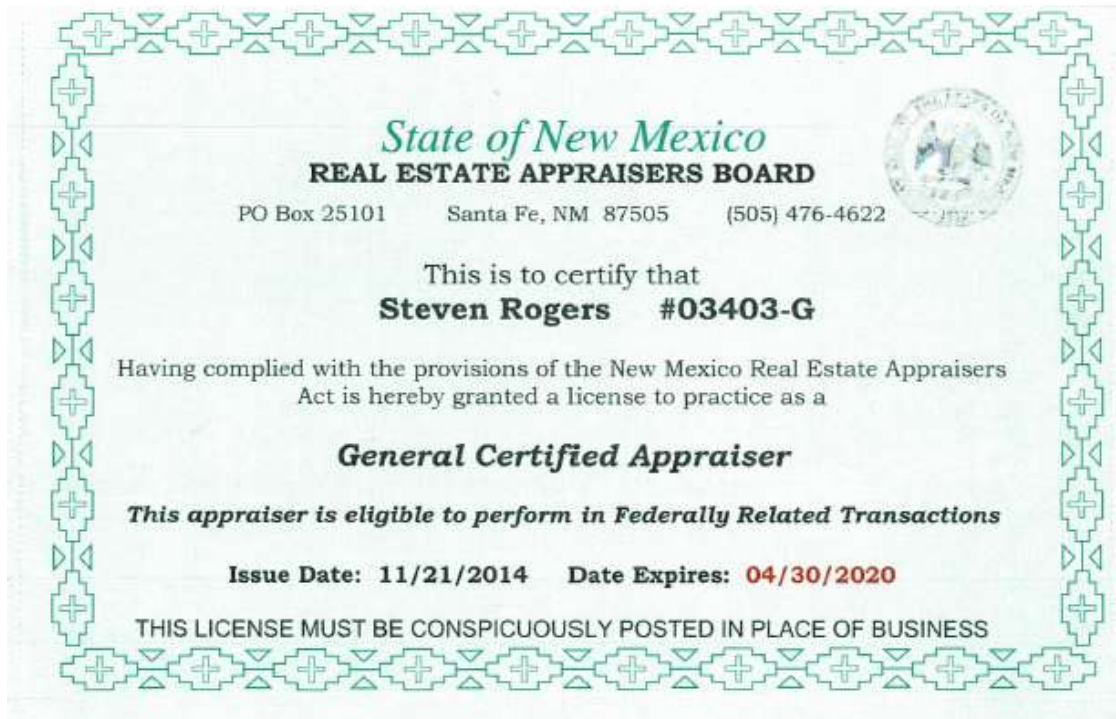 State of New Mexico
REAL ESTATE APPRAISERS BOARD
PO Box 25101 Santa Fe, NM 87505 (505) 476-4622
This is to certify that
Steven Rogers #03403-G
Having complied with the provisions of the New Mexico Real Estate Appraisers
Act is hereby granted a license to practice as a
General Certified Appraiser
This appraiser is eligible to perform in Federally Related Transactions
Issue Date: 11/21/2014 Date Expires: 04/30/2020
THIS LICENSE MUST BE CONSPICUOUSLY POSTED IN PLACE OF BUSINESS